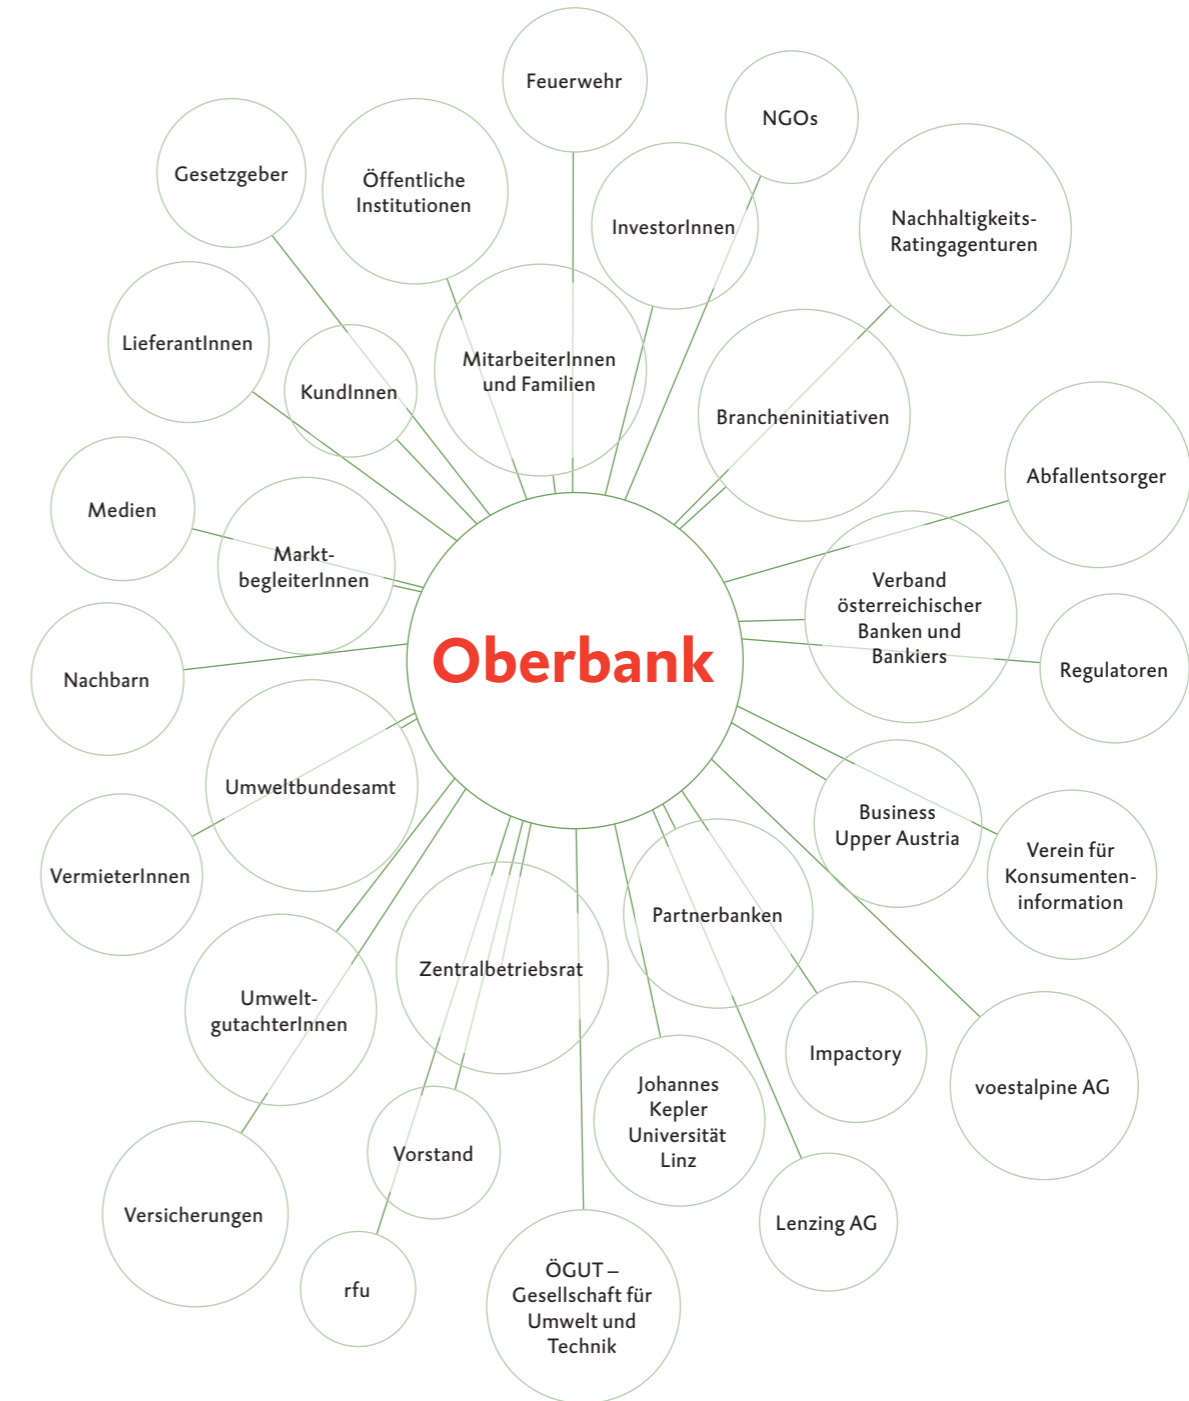 Feuerwehr
NGOs
Gesetzgeber
Öffentliche
Institutionen
InvestorInnen
Nachhaltigkeits-
Ratingagenturen
LieferantInnen
KundInnen
MitarbeiterInnen
und Familien
Brancheninitiativen
Abfallentsorger
Medien
Markt-
begleiterInnen
Verband
österreichischer
Banken und
Bankiers
Oberbank
Nachbarn
Regulatoren
Umweltbundesamt
Business
Upper Austria
VermieterInnen
Verein für
Konsumenten-
information
Partnerbanken
Zentralbetriebsrat
Umwelt-
gutachterInnen
Impactory
Johannes
Kepler
Universität
Linz
voestalpine AG
Vorstand
Versicherungen
Lenzing AG
rfu
ÖGUT –
Gesellschaft für
Umwelt und
Technik